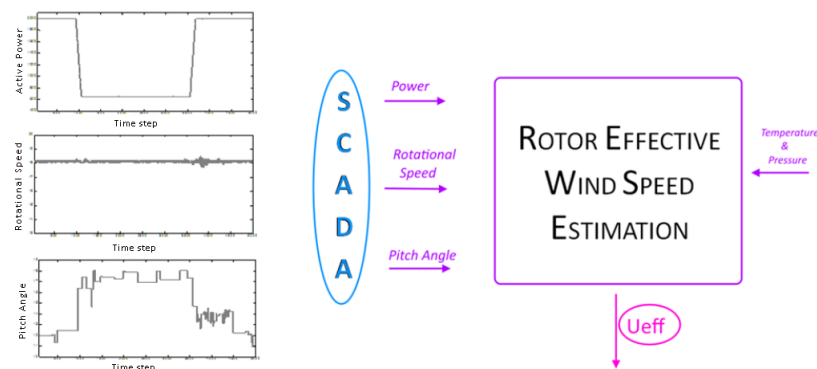 Active Power
Time step
Rotational Speed
Time step
Pitch Angle
Time step
S
C
A
D
A
Power
Rotational
Speed
Pitch Angle
ROTOR EFFECTIVE
WIND SPEED
ESTIMATION
Temperature
&
Pressure
Ueff